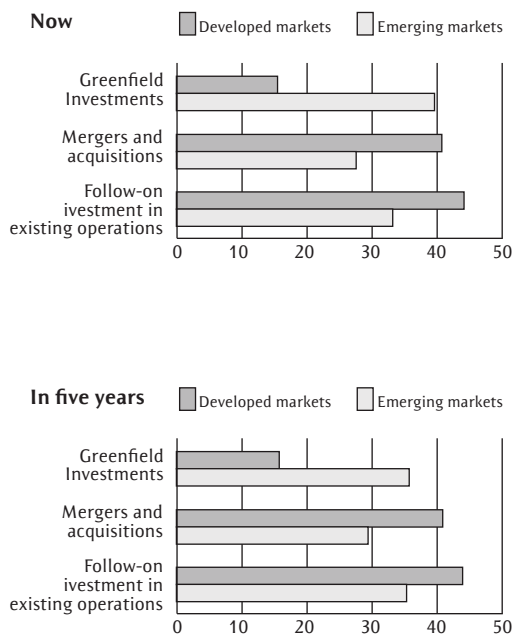 Now
Developed markets
Emerging markets
Greenfield
Investments
Mergers and
acquisitions
Follow-on
ivestment in
existing operations
0 10 20 30 40 50
In five years
Developed markets
Emerging markets
Greenfield
Investments
Mergers and
acquisitions
Follow-on
ivestment in
existing operations
0 10 20 30 40 50